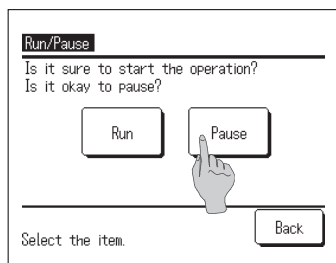 Run/Pause
Is it sure to start the operation?
Is it okay to pause?
Run Pause
Select the item. Back